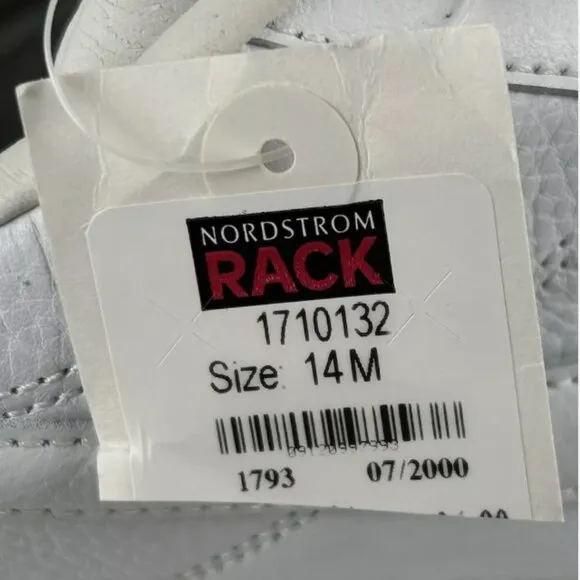 NORDSTROM
RACK
1710132
Size: 14 M
1793 07/2000